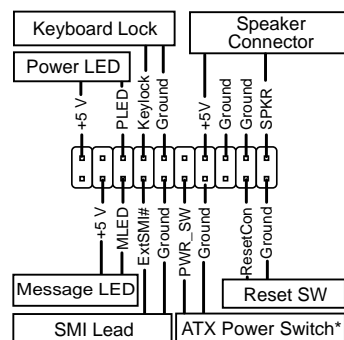 Keyboard Lock
Speaker
Connector
Power LED
+5 V
PLED
Keylock
Ground
+5V
Ground
Ground
SPKR
+5 V
MLED
ExtSMI#
Ground
PWR_SW
Ground
ResetCon
Ground
Message LED
Reset SW
SMI Lead
ATX Power Switch*